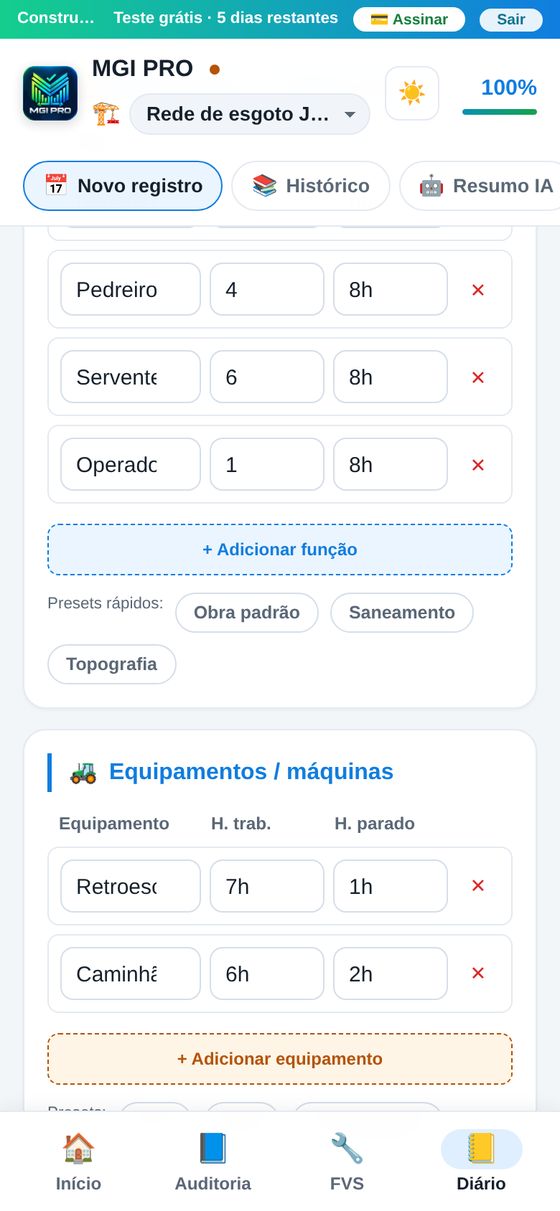 Constru... Teste grátis · 5 dias restantes 💳 Assinar Sair
MGI PRO
MGI PRO
Rede de esgoto J...
100%
Novo registro Histórico Resumo IA
Pedreiro 4 8h ✕
Servente 6 8h ✕
Operado 1 8h ✕
+ Adicionar função
Presets rápidos: Obra padrão Saneamento
Topografia
Equipamentos / máquinas
Equipamento H. trab. H. parado
Retroesc 7h 1h ✕
Caminhã 6h 2h ✕
+ Adicionar equipamento
Presets:
Início Auditoria FVS Diário